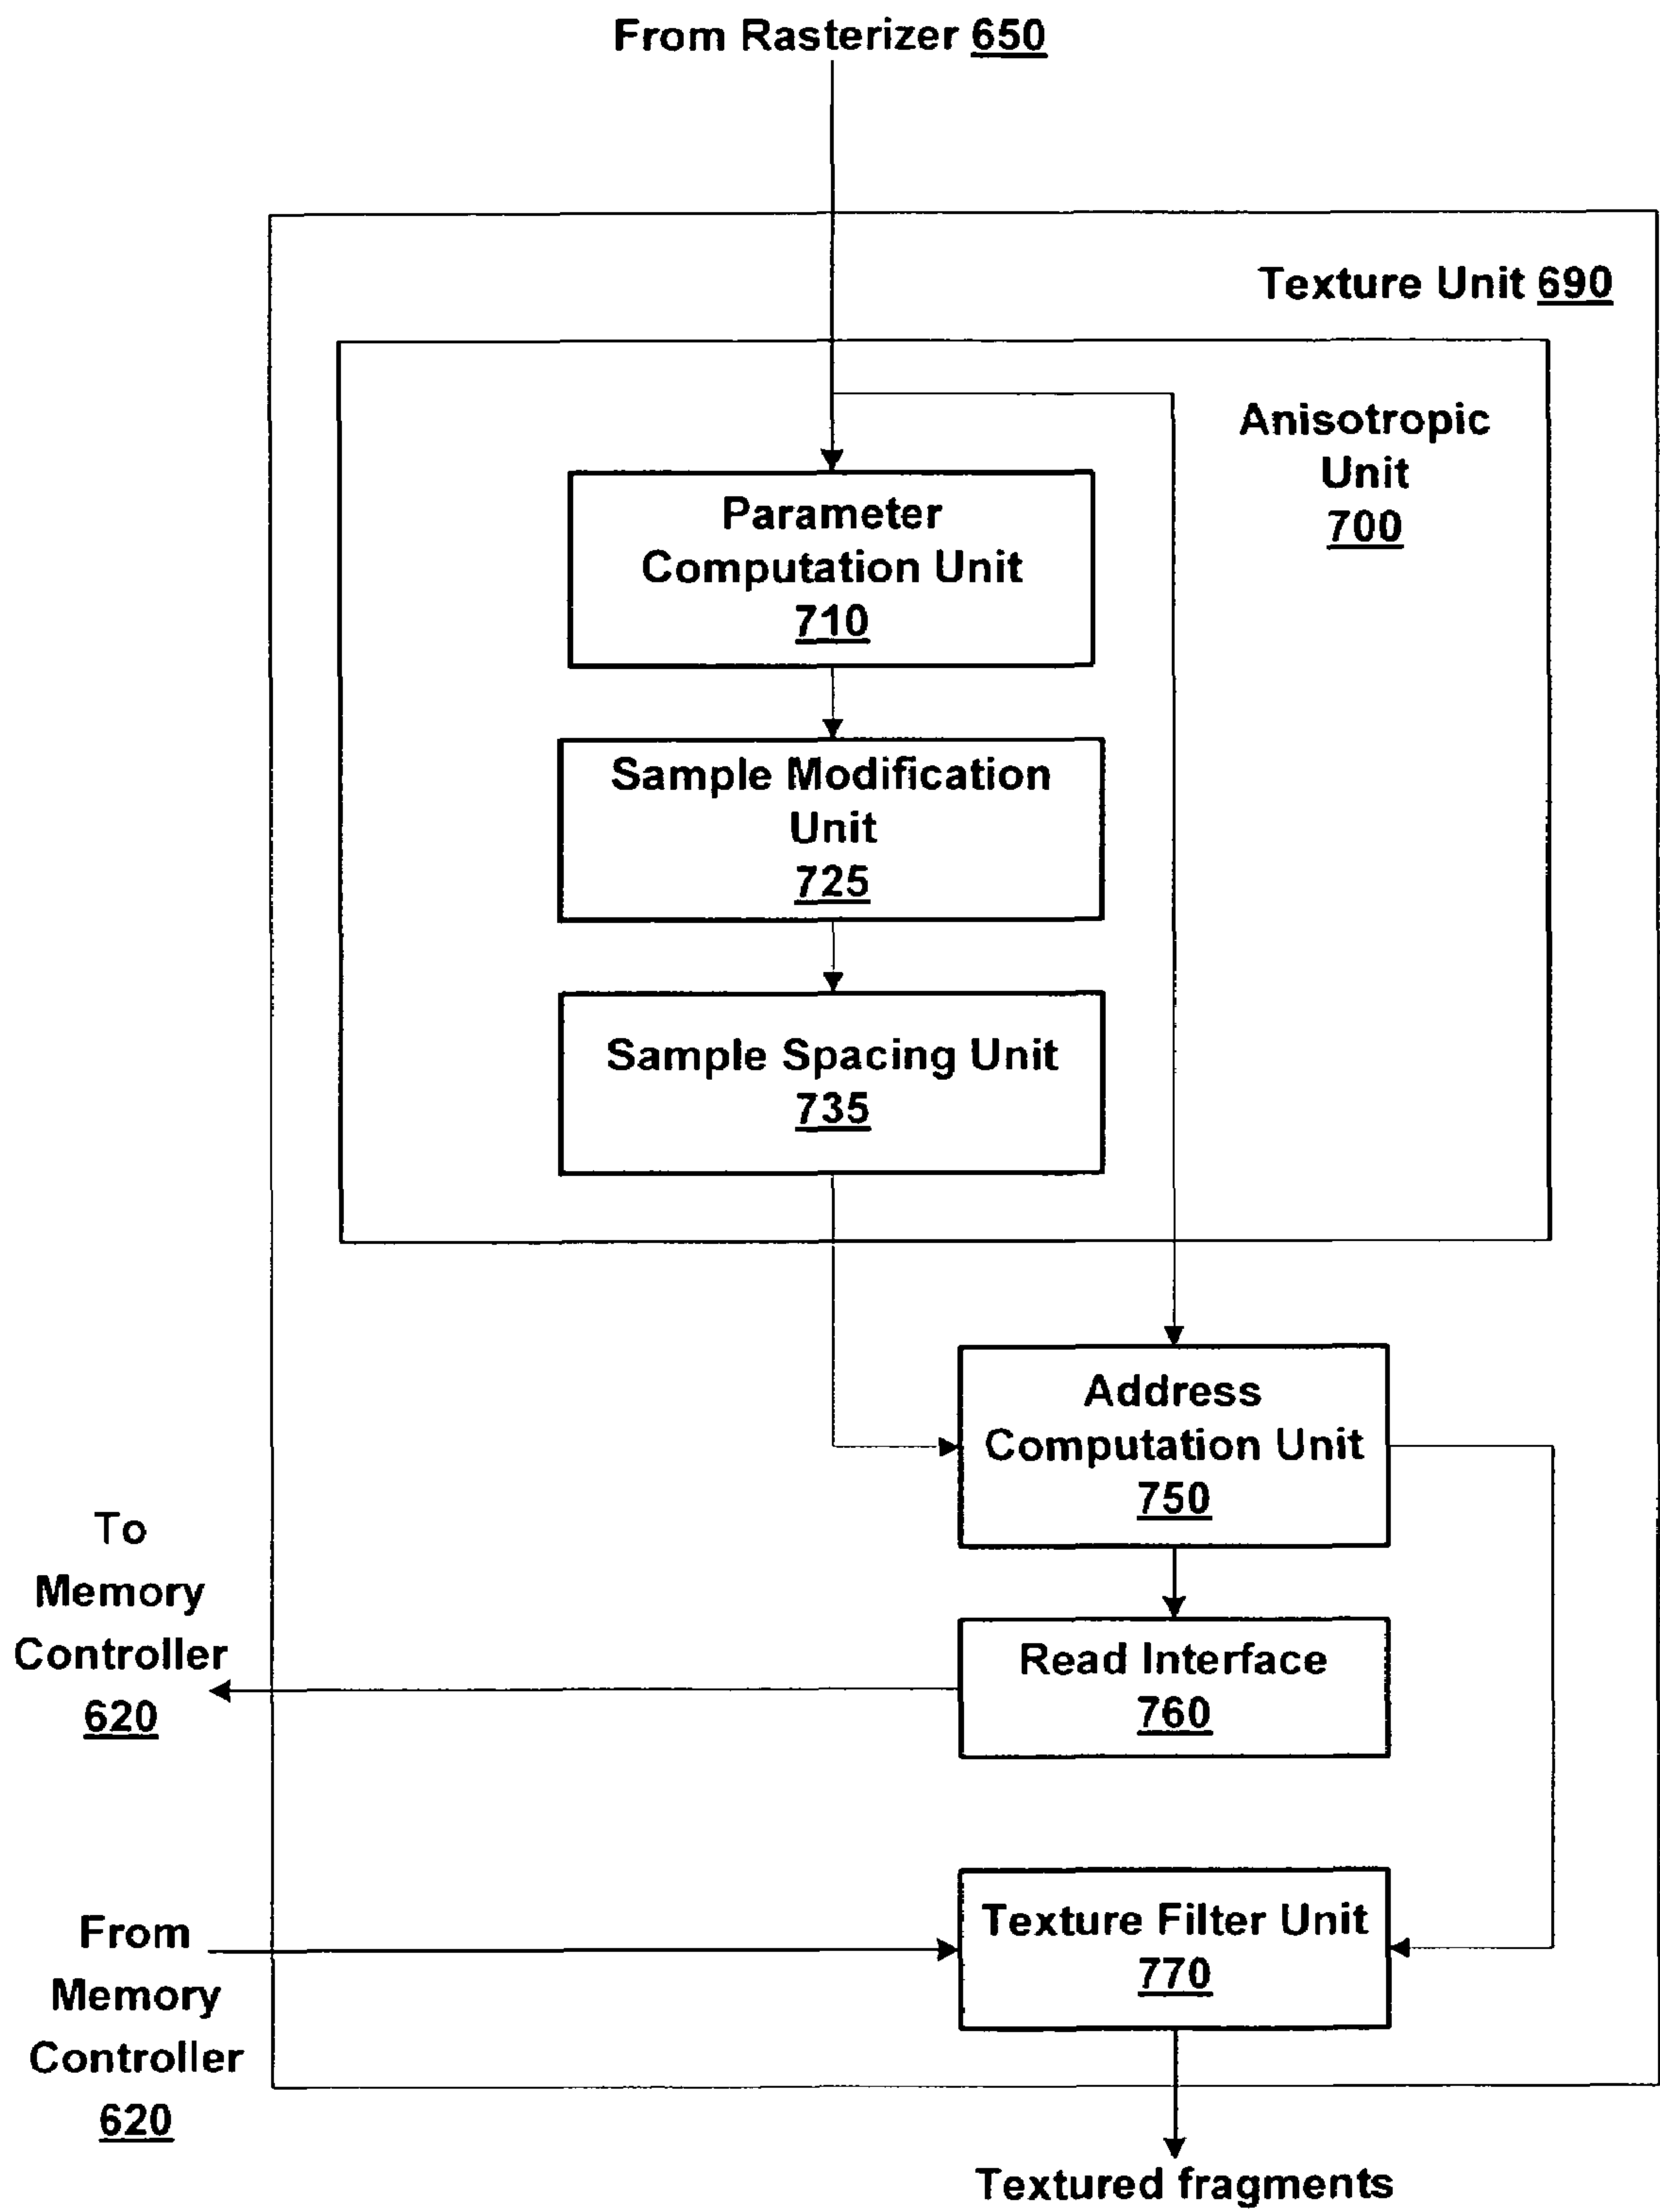 From Rasterizer 650
Texture Unit 690
Anisotropic
Unit
700
Parameter
Computation Unit
710
Sample Modification
Unit
725
Sample Spacing Unit
735
Address
Computation Unit
750
To
Memory
Controller
620
Read Interface
760
From
Memory
Controller
620
Texture Filter Unit
770
Textured fragments